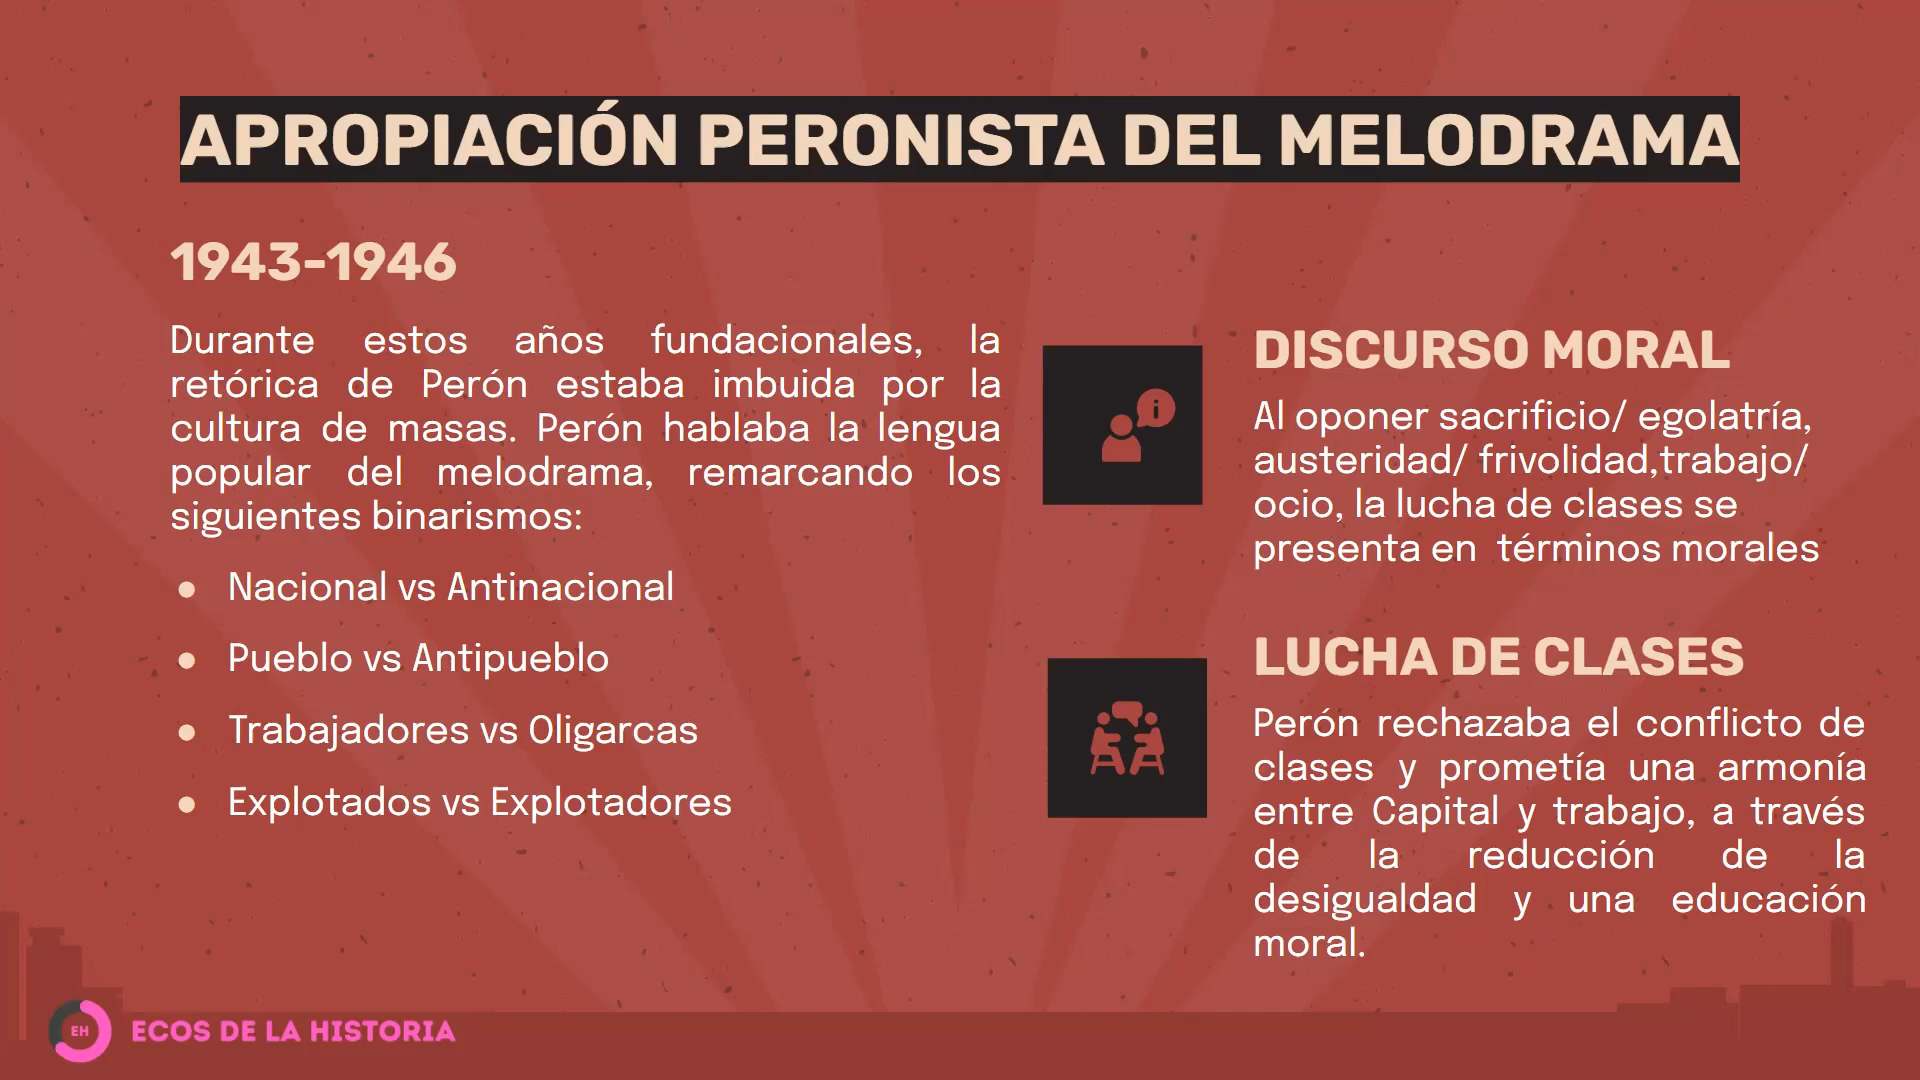 APROPIACIÓN PERONISTA DEL MELODRAMA
1943-1946
Durante estos años fundacionales, la
retórica de Perón estaba imbuida por la
cultura de masas. Perón hablaba la lengua
popular del melodrama, remarcando los
siguientes binarismos:
● Nacional vs Antinacional
● Pueblo vs Antipueblo
● Trabajadores vs Oligarcas
● Explotados vs Explotadores
i
DISCURSO MORAL
Al oponer sacrificio/ egolatría,
austeridad/ frivolidad,trabajo/
ocio, la lucha de clases se
presenta en  términos morales
LUCHA DE CLASES
Perón rechazaba el conflicto de
clases y prometía una armonía
entre Capital y trabajo, a través
de la reducción de la
desigualdad y una educación
moral.
EH ECOS DE LA HISTORIA